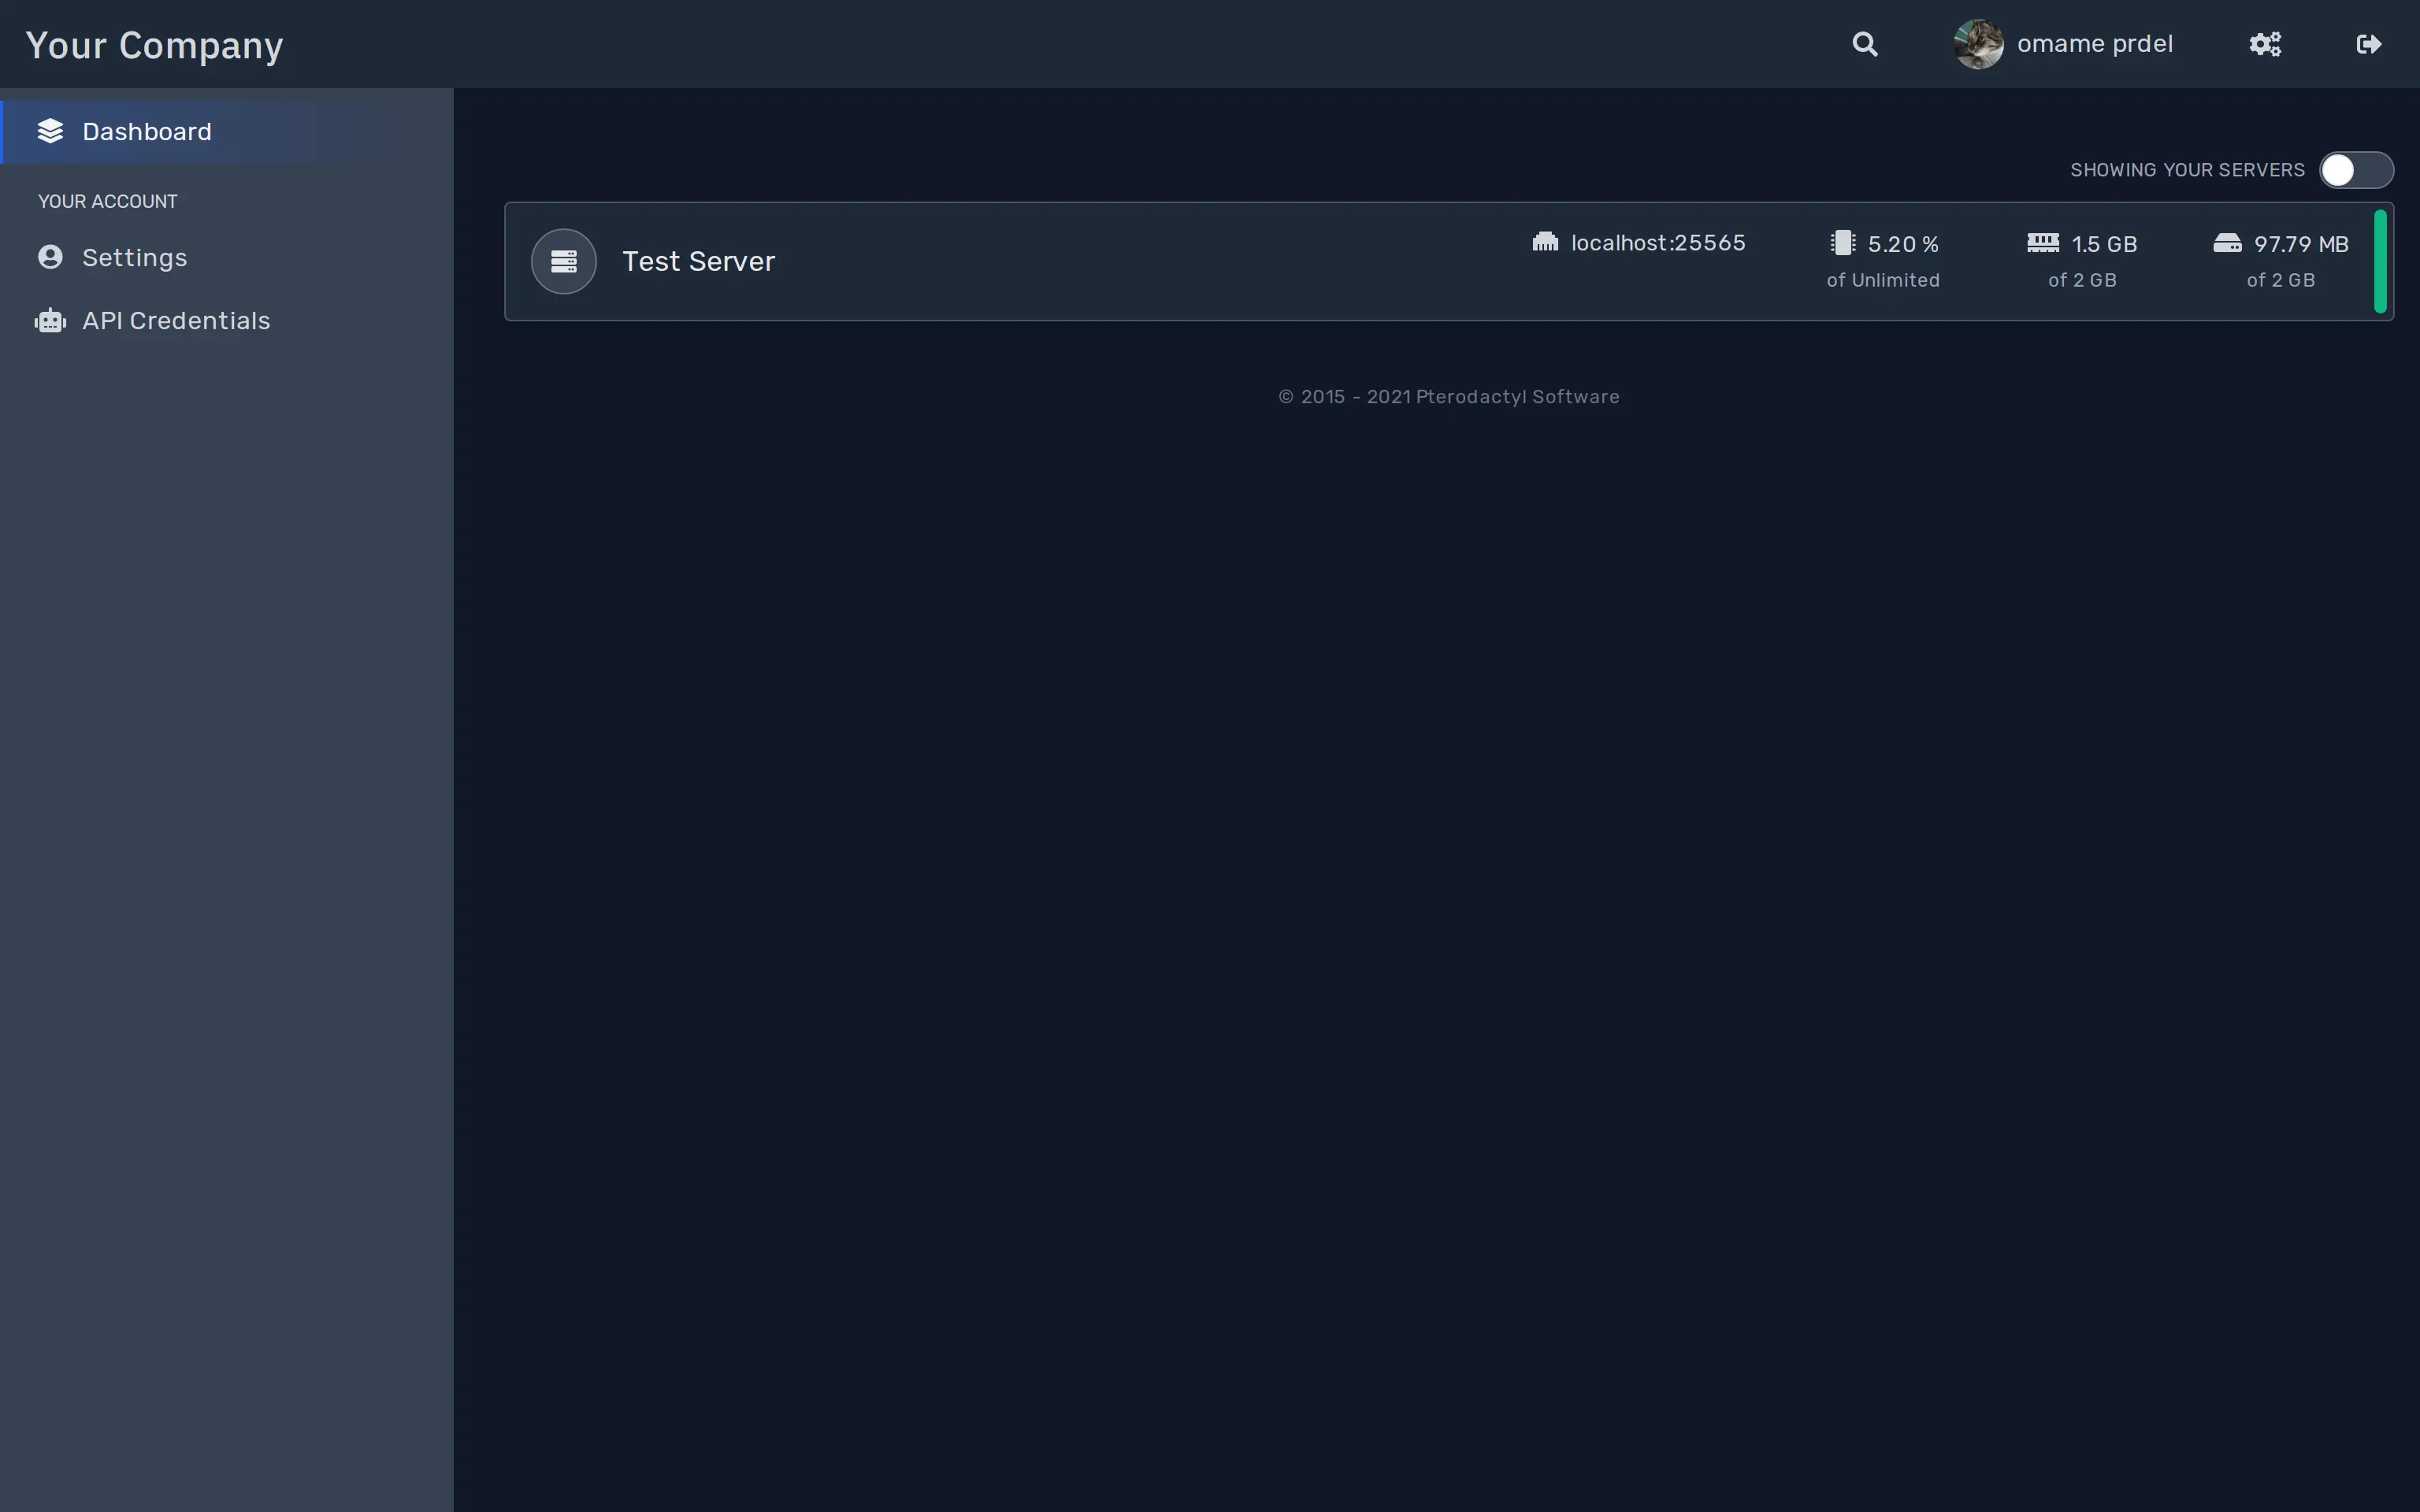 Your Company
omame prdel
Dashboard
YOUR ACCOUNT
Settings
API Credentials
SHOWING YOUR SERVERS
Test Server
localhost:25565
5.20 %
of Unlimited
1.5 GB
of 2 GB
97.79 MB
of 2 GB
© 2015 - 2021 Pterodactyl Software